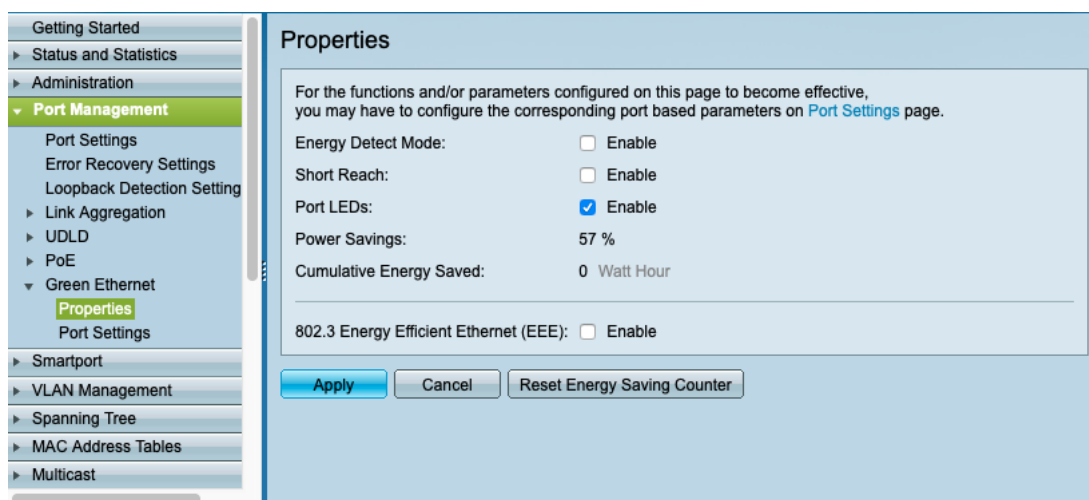 Getting Started
Status and Statistics
Administration
Port Management
Port Settings
Error Recovery Settings
Loopback Detection Setting
Link Aggregation
UDLD
PoE
Green Ethernet
Properties
Port Settings
Smartport
VLAN Management
Spanning Tree
MAC Address Tables
Multicast
Properties
For the functions and/or parameters configured on this page to become effective,
you may have to configure the corresponding port based parameters on Port Settings page.
Energy Detect Mode: Enable
Short Reach: Enable
Port LEDs: Enable
Power Savings: 57 %
Cumulative Energy Saved: 0 Watt Hour
802.3 Energy Efficient Ethernet (EEE): Enable
Apply Cancel Reset Energy Saving Counter